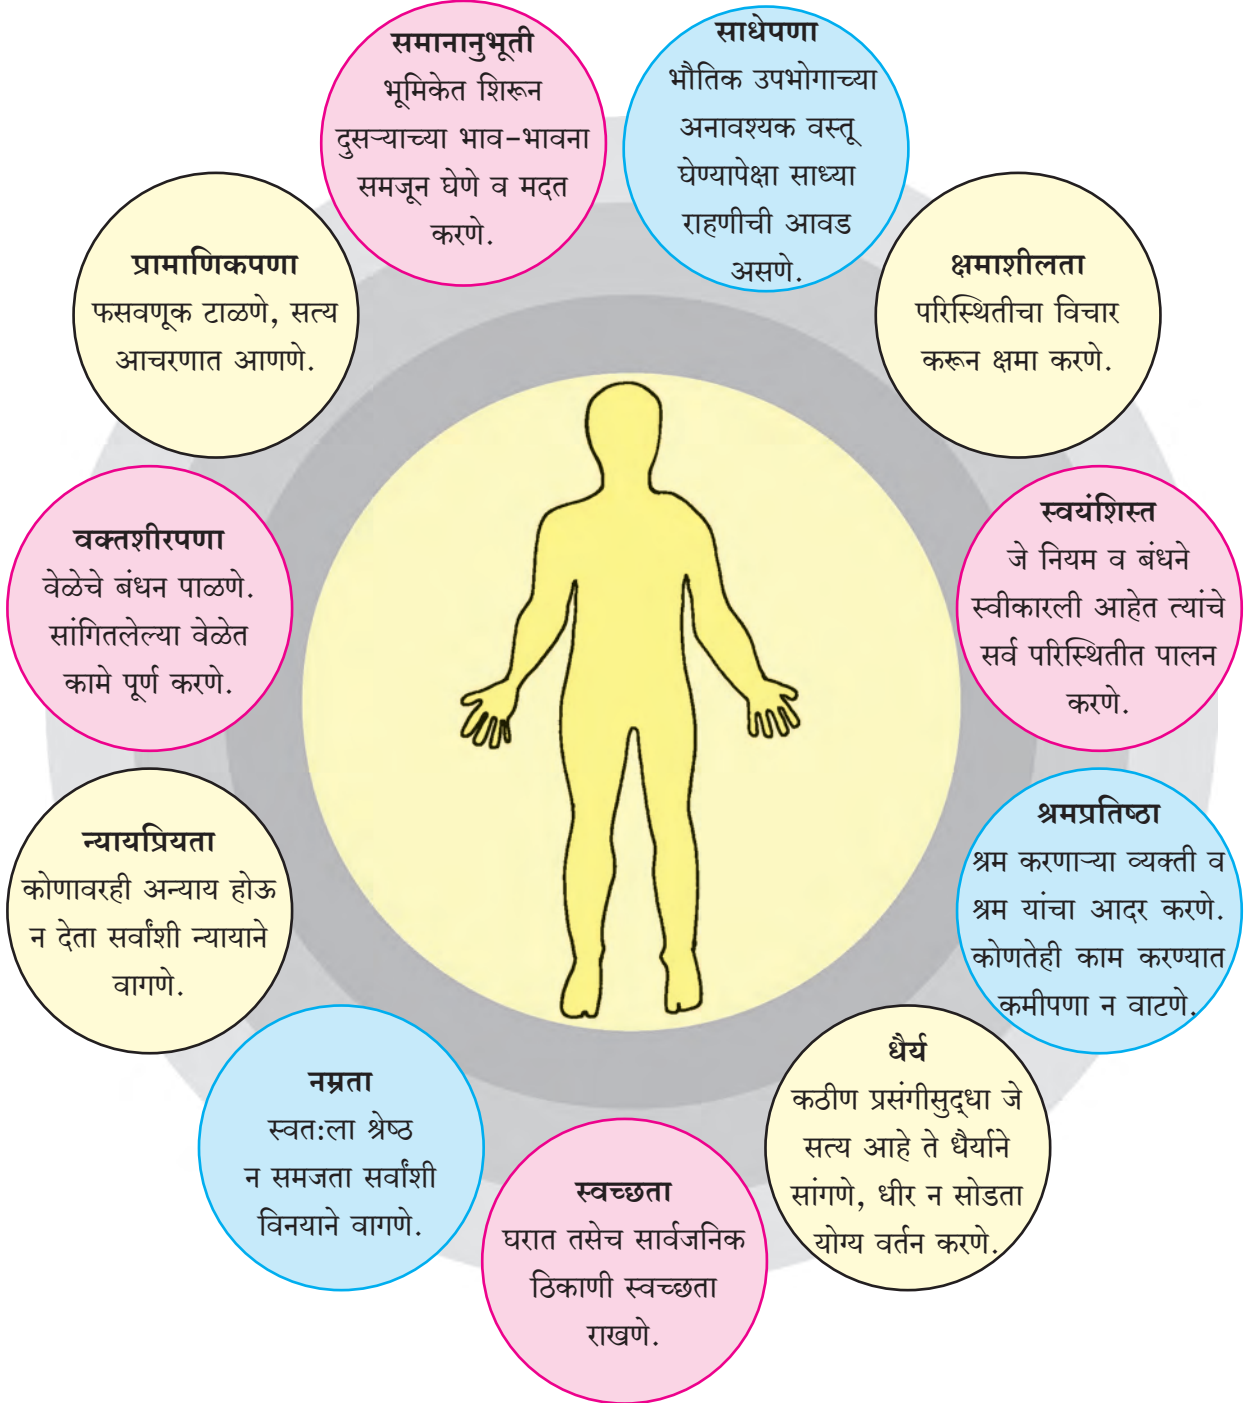 समानानुभूती
भूमिकेत शिरून
दुसऱ्याच्या भाव-भावना
समजून घेणे व मदत
करणे.
साधेपणा
भौतिक उपभोगाच्या
अनावश्यक वस्तू
घेण्यापेक्षा साध्या
राहणीची आवड
असणे.
प्रामाणिकपणा
फसवणूक टाळणे, सत्य
आचरणात आणणे.
क्षमाशीलता
परिस्थितीचा विचार
करून क्षमा करणे.
वक्तशीरपणा
वेळेचे बंधन पाळणे.
सांगितलेल्या वेळेत
कामे पूर्ण करणे.
स्वयंशिस्त
जे नियम व बंधने
स्वीकारली आहेत त्यांचे
सर्व परिस्थितीत पालन
करणे.
न्यायप्रियता
कोणावरही अन्याय होऊ
न देता सर्वांशी न्यायाने
वागणे.
श्रमप्रतिष्ठा
श्रम करणाऱ्या व्यक्ती व
श्रम यांचा आदर करणे.
कोणतेही काम करण्यात
कमीपणा न वाटणे.
नम्रता
स्वत:ला श्रेष्ठ
न समजता सर्वांशी
विनयाने वागणे.
स्वच्छता
घरात तसेच सार्वजनिक
ठिकाणी स्वच्छता
राखणे.
धैर्य
कठीण प्रसंगीसुद्धा जे
सत्य आहे ते धैर्याने
सांगणे, धीर न सोडता
योग्य वर्तन करणे.